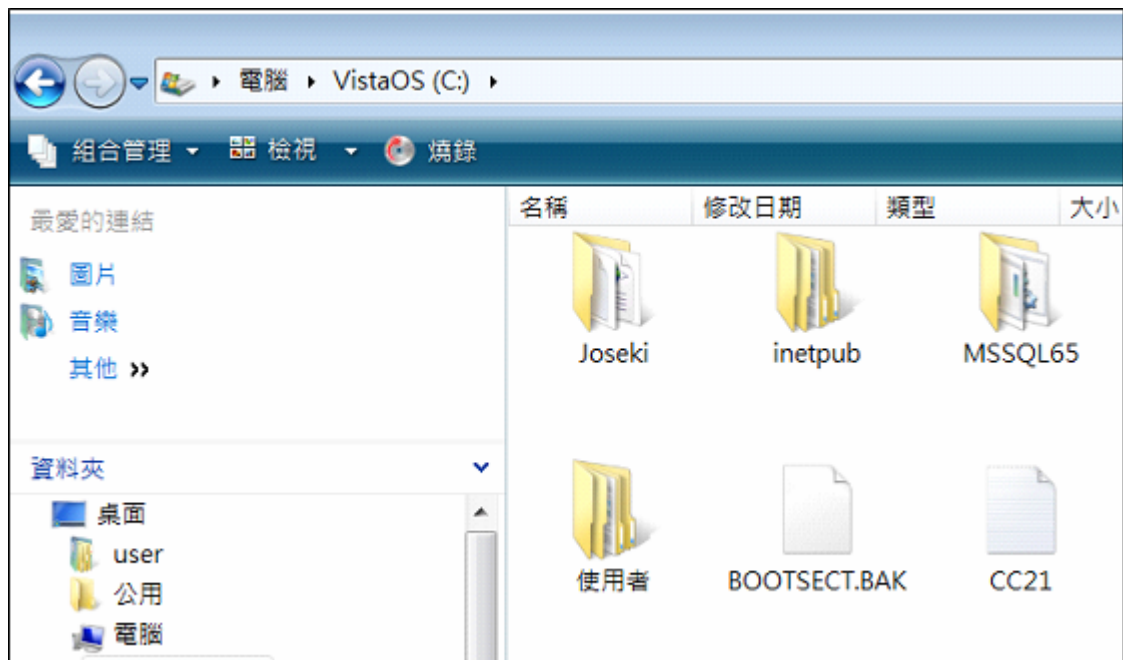 電腦 VistaOS (C:)
組合管理 檢視 燒錄
最愛的連結
圖片
音樂
其他 »
資料夾
桌面
user
公用
電腦
名稱 修改日期 類型 大小
Joseki inetpub MSSQL65
使用者 BOOTSECT.BAK CC21